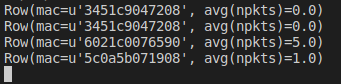 Row(mac=u'3451c9047208', avg(npkts)=0.0)
Row(mac=u'3451c9047208', avg(npkts)=0.0)
Row(mac=u'6021c0076590', avg(npkts)=5.0)
Row(mac=u'5c0a5b071908', avg(npkts)=1.0)